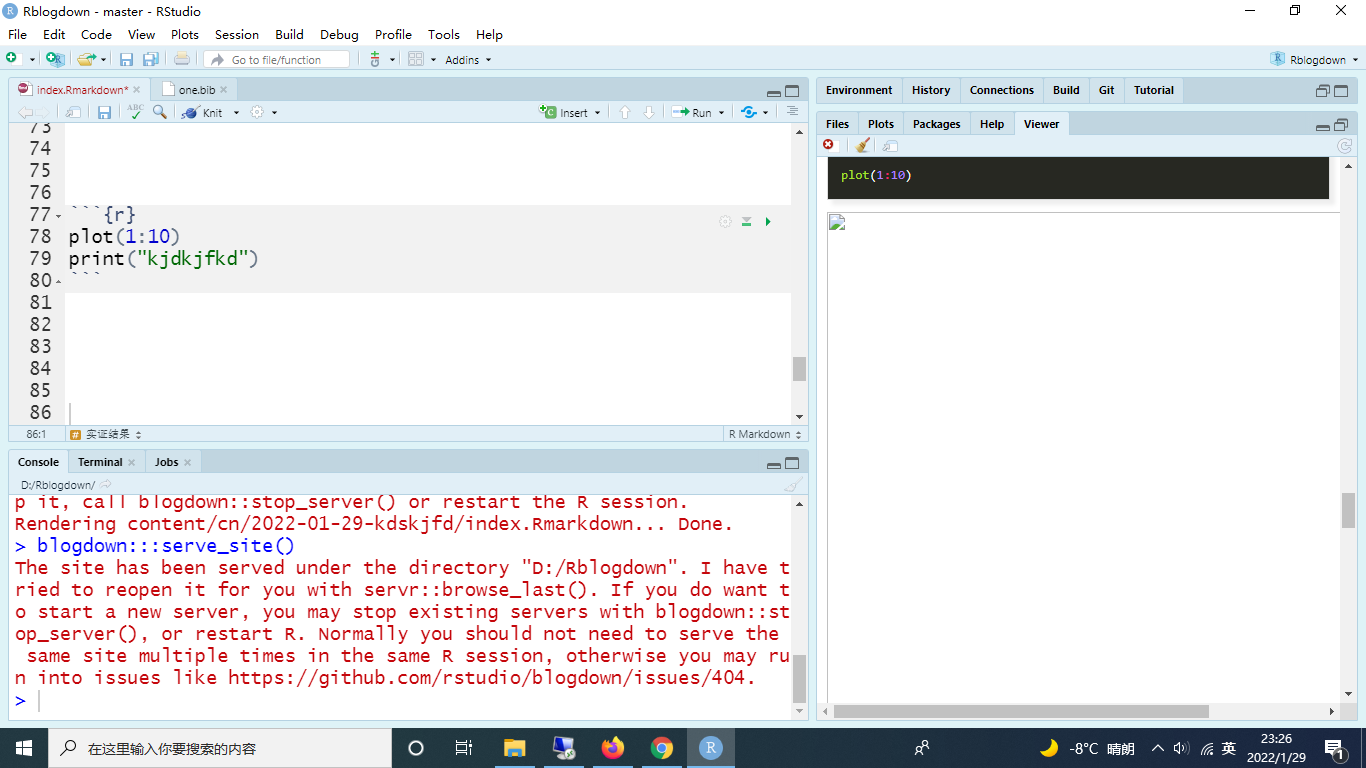 Rblogdown - master - RStudio
File Edit Code View Plots Session Build Debug Profile Tools Help
Go to file/function Addins Rblogdown
index.Rmarkdown* one.bib
ABC Knit Insert Run
73
74
75
76
77 ```{r}
78 plot(1:10)
79 print("kjdkjfkd")
80 ```
81
82
83
84
85
86
86:1 # 实证结果 R Markdown
Console Terminal Jobs
D:/Rblogdown/
p it, call blogdown::stop_server() or restart the R session.
Rendering content/cn/2022-01-29-kdskjfd/index.Rmarkdown... Done.
> blogdown:::serve_site()
The site has been served under the directory "D:/Rblogdown". I have t
ried to reopen it for you with servr::browse_last(). If you do want t
o start a new server, you may stop existing servers with blogdown::st
op_server(), or restart R. Normally you should not need to serve the
same site multiple times in the same R session, otherwise you may ru
n into issues like https://github.com/rstudio/blogdown/issues/404.
>
Environment History Connections Build Git Tutorial
Files Plots Packages Help Viewer
plot(1:10)
在这里输入你要搜索的内容
R
-8°C 晴朗
英
23:26
2022/1/29
1